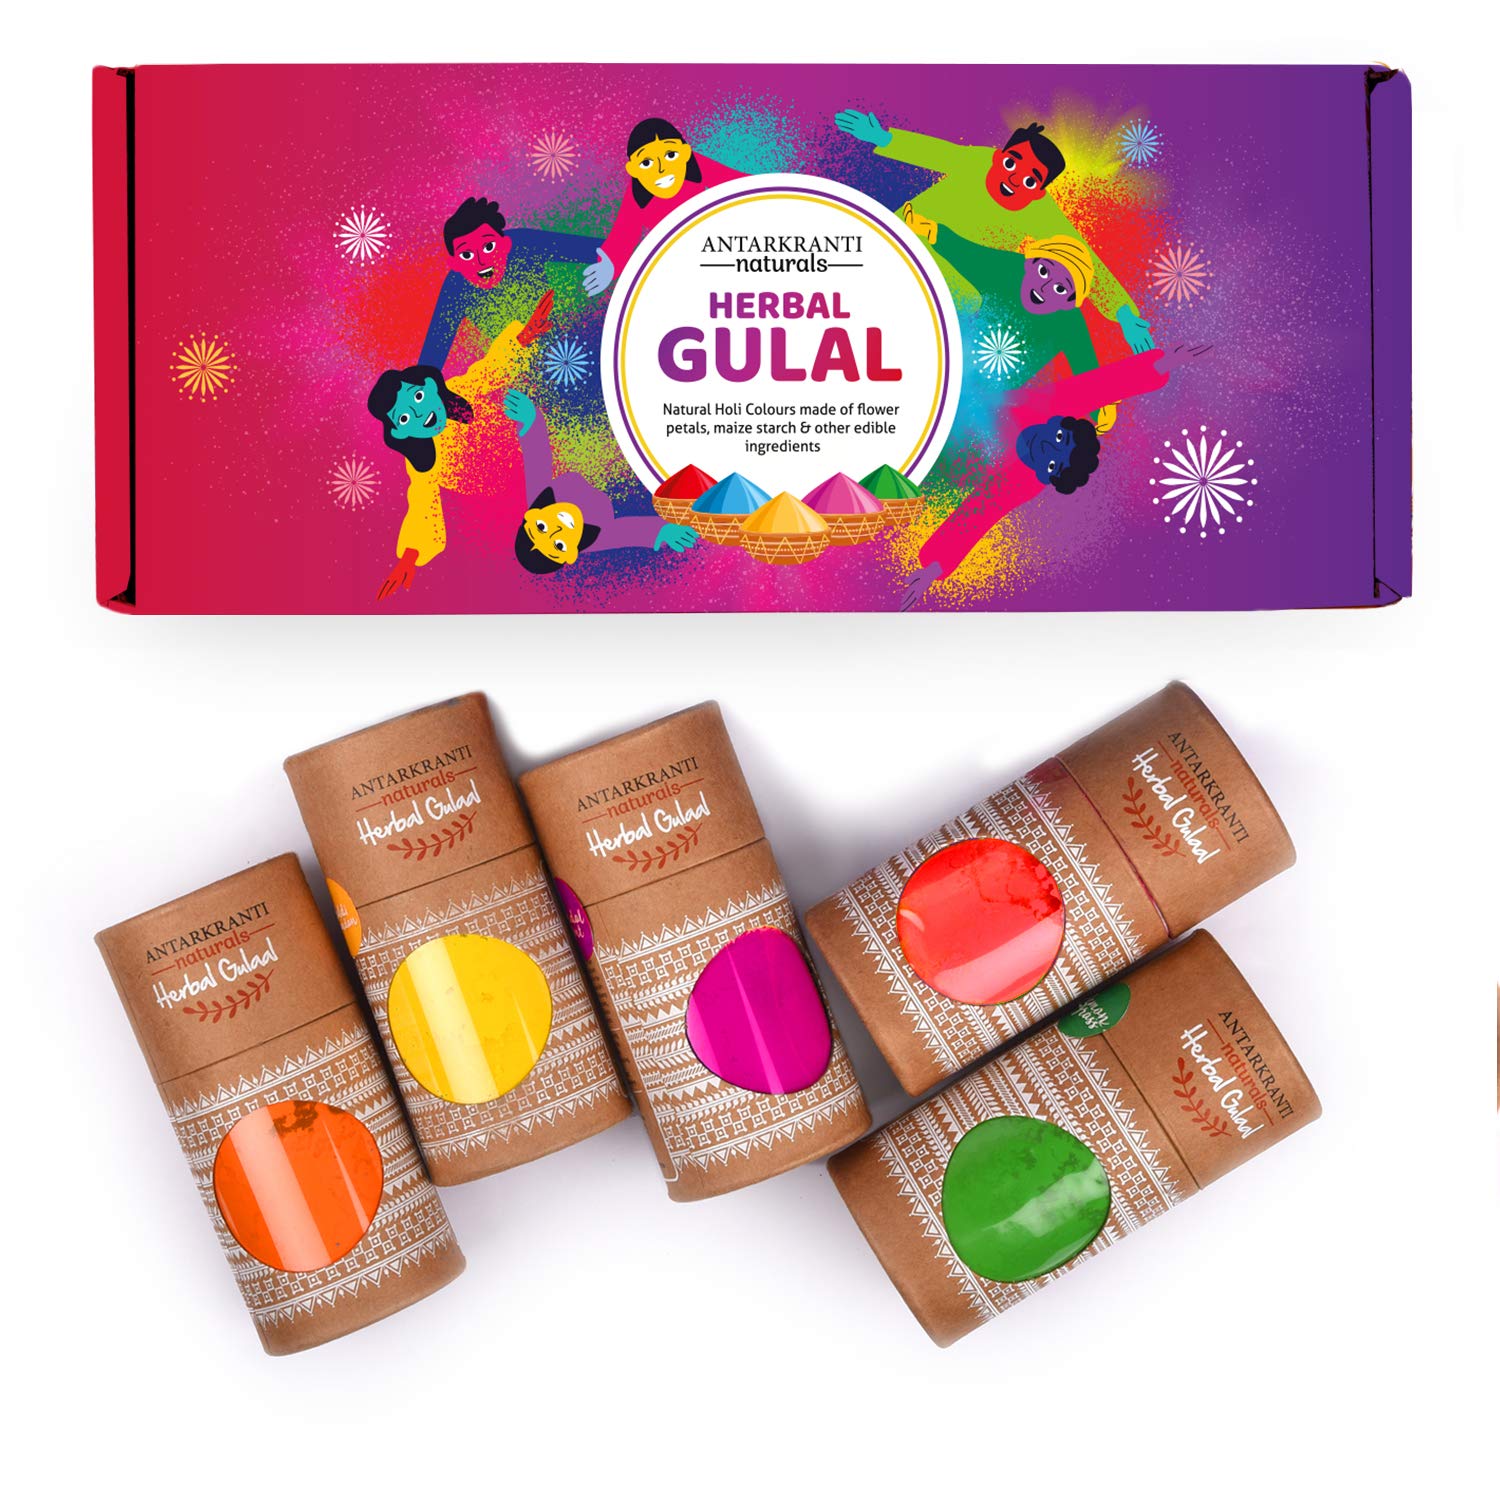 ANTARKRANTI
naturals
HERBAL
GULAL
Natural Holi Colours made of flower
petals, maize starch & other edible
ingredients
ANTARKRANTI
naturals
Herbal Gulaal
ANTARKRANTI
naturals
Herbal Gulaal
ANTARKRANTI
naturals
Herbal Gulaal
ANTARKRANTI
naturals
Herbal Gulaal
ANTARKRANTI
naturals
Herbal Gulaal